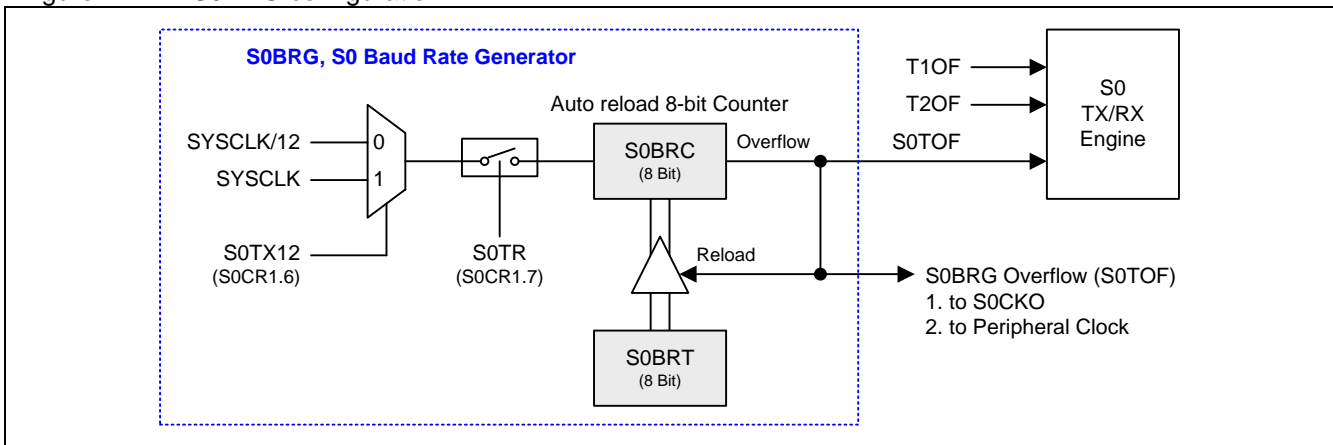 S0BRG, S0 Baud Rate Generator
Auto reload 8-bit Counter
SYSCLK/12
SYSCLK
0
1
S0TX12
(S0CR1.6)
S0TR
(S0CR1.7)
S0BRC
(8 Bit)
Overflow
Reload
S0BRT
(8 Bit)
T1OF
T2OF
S0TOF
S0
TX/RX
Engine
S0BRG Overflow (S0TOF)
1. to S0CKO
2. to Peripheral Clock